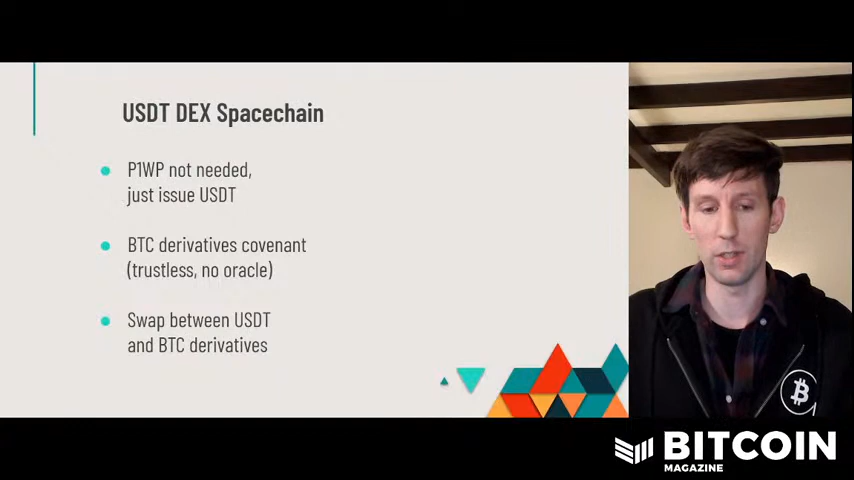 USDT DEX Spacechain
P1WP not needed,
just issue USDT
BTC derivatives covenant
(trustless, no oracle)
Swap between USDT
and BTC derivatives
BITCOIN
MAGAZINE